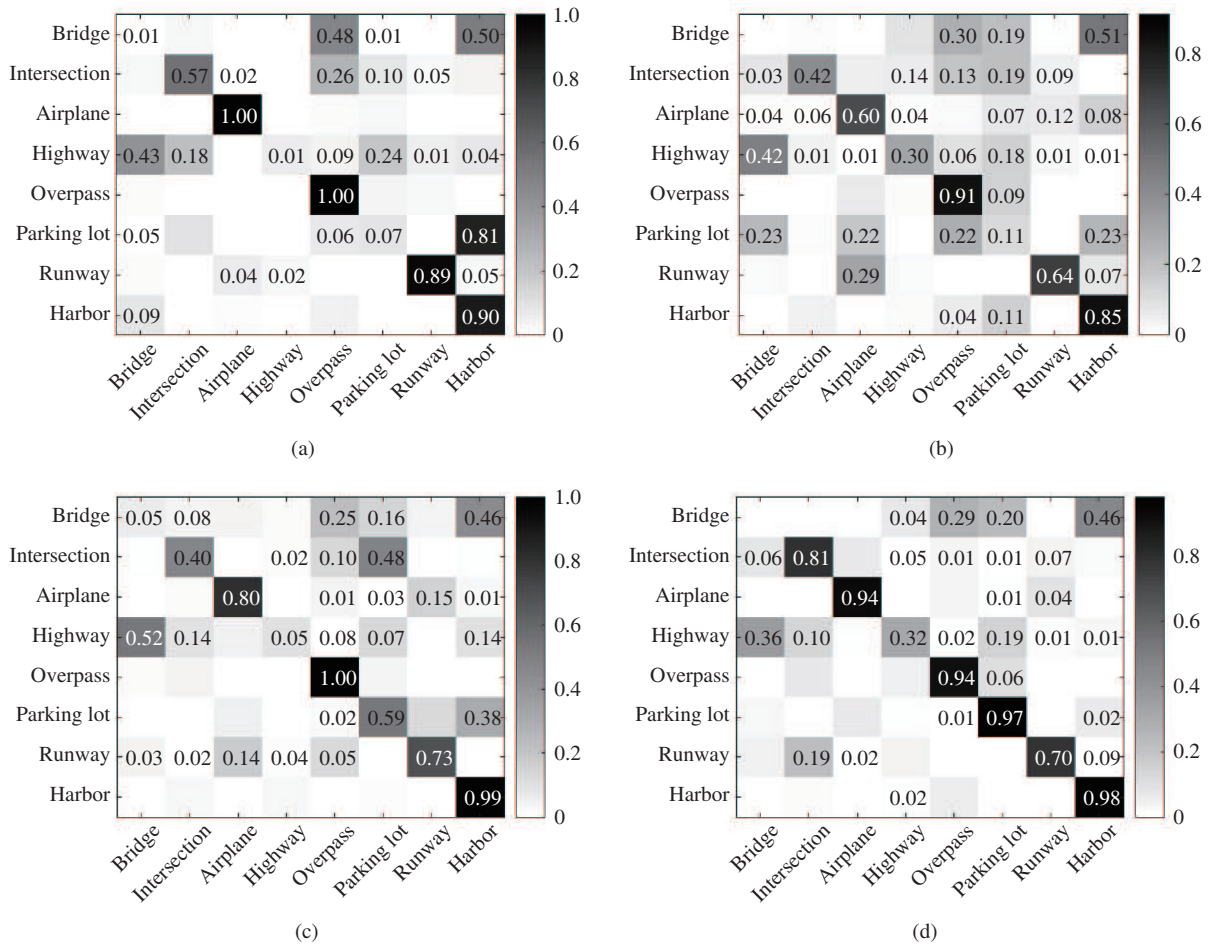 Bridge 0.01 0.48 0.01 0.50 1.0
Intersection 0.57 0.02 0.26 0.10 0.05 0.8
Airplane 1.00
Highway 0.43 0.18 0.01 0.09 0.24 0.01 0.04 0.6
Overpass 1.00 0.4
Parking lot 0.05 0.06 0.07 0.81
Runway 0.04 0.02 0.89 0.05 0.2
Harbor 0.09 0.90 0
Bridge Intersection Airplane Highway Overpass Parking lot Runway Harbor
(a)
Bridge 0.30 0.19 0.51
Intersection 0.03 0.42 0.14 0.13 0.19 0.09 0.8
Airplane 0.04 0.06 0.60 0.04 0.07 0.12 0.08 0.6
Highway 0.42 0.01 0.01 0.30 0.06 0.18 0.01 0.01
Overpass 0.91 0.09 0.4
Parking lot 0.23 0.22 0.22 0.11 0.23
Runway 0.29 0.64 0.07 0.2
Harbor 0.04 0.11 0.85 0
Bridge Intersection Airplane Highway Overpass Parking lot Runway Harbor
(b)
Bridge 0.05 0.08 0.25 0.16 0.46 1.0
Intersection 0.40 0.02 0.10 0.48 0.8
Airplane 0.80 0.01 0.03 0.15 0.01
Highway 0.52 0.14 0.05 0.08 0.07 0.14 0.6
Overpass 1.00 0.4
Parking lot 0.02 0.59 0.38
Runway 0.03 0.02 0.14 0.04 0.05 0.73 0.2
Harbor 0.99 0
Bridge Intersection Airplane Highway Overpass Parking lot Runway Harbor
(c)
Bridge 0.04 0.29 0.20 0.46
Intersection 0.06 0.81 0.05 0.01 0.01 0.07 0.8
Airplane 0.94 0.01 0.04
Highway 0.36 0.10 0.32 0.02 0.19 0.01 0.01 0.6
Overpass 0.94 0.06 0.4
Parking lot 0.01 0.97 0.02
Runway 0.19 0.02 0.70 0.09 0.2
Harbor 0.02 0.98 0
Bridge Intersection Airplane Highway Overpass Parking lot Runway Harbor
(d)